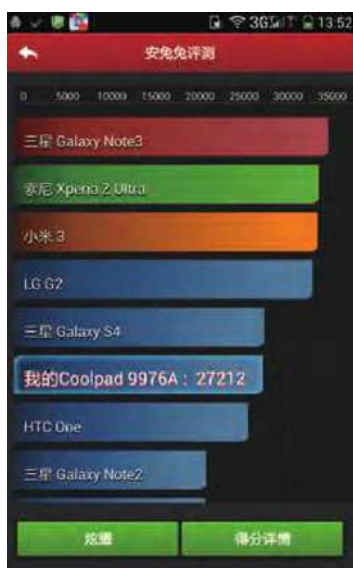 3G 13:52
安兔兔评测
0 5000 10000 15000 20000 25000 30000 35000
三星 Galaxy Note3
索尼 Xperia Z Ultra
小米 3
LG G2
三星 Galaxy S4
我的Coolpad 9976A : 27212
HTC One
三星 Galaxy Note2
炫耀 得分详情